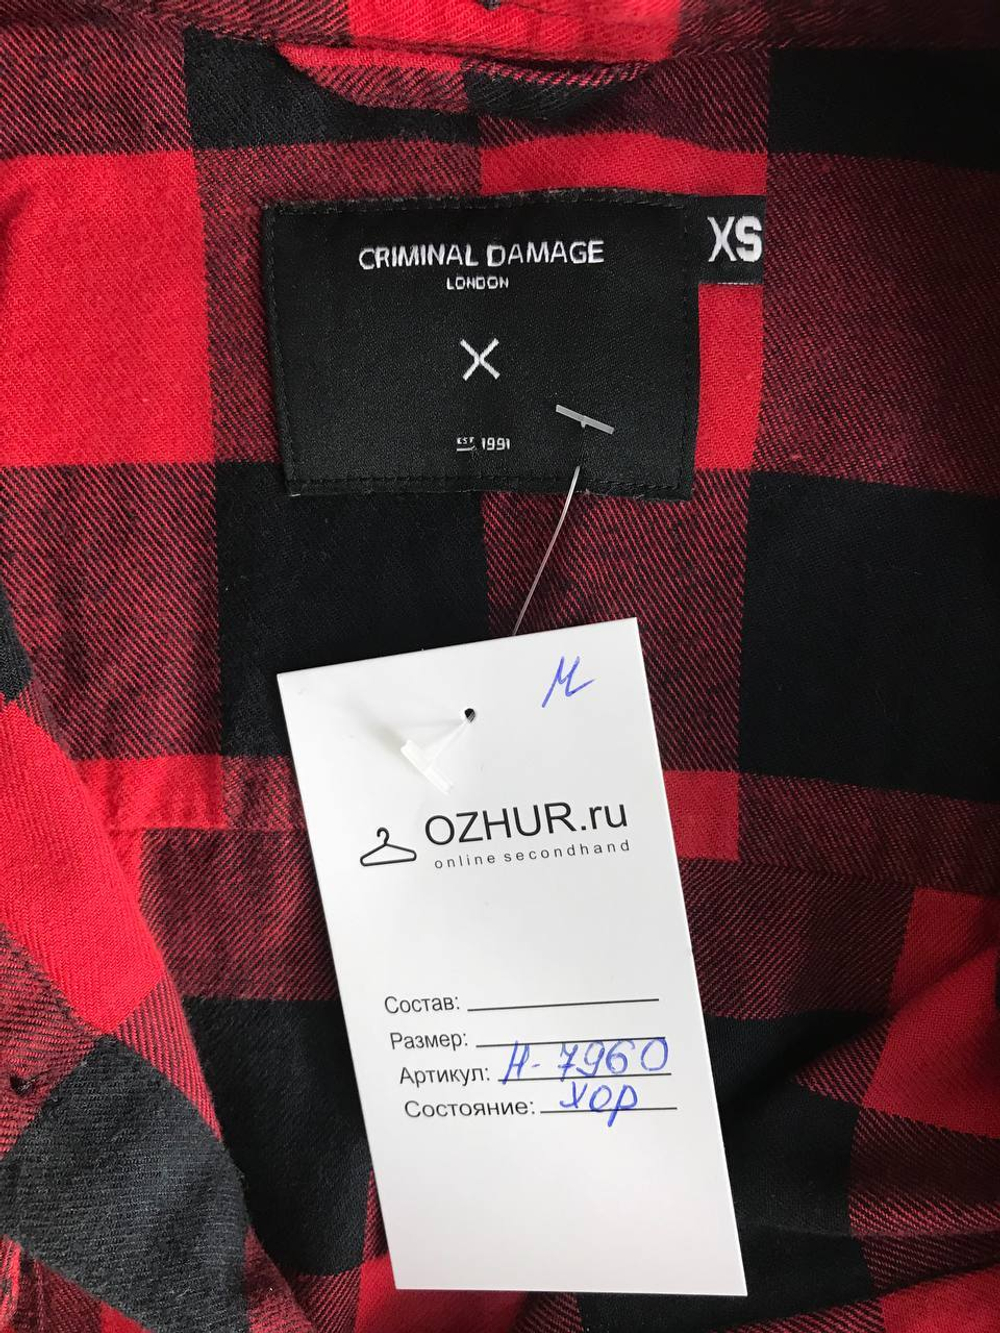 CRIMINAL DAMAGE
XS
LONDON
EST 1991
м
OZHUR.ru
online secondhand
Состав:
Размер:
Артикул: Н-7960
Состояние: хор